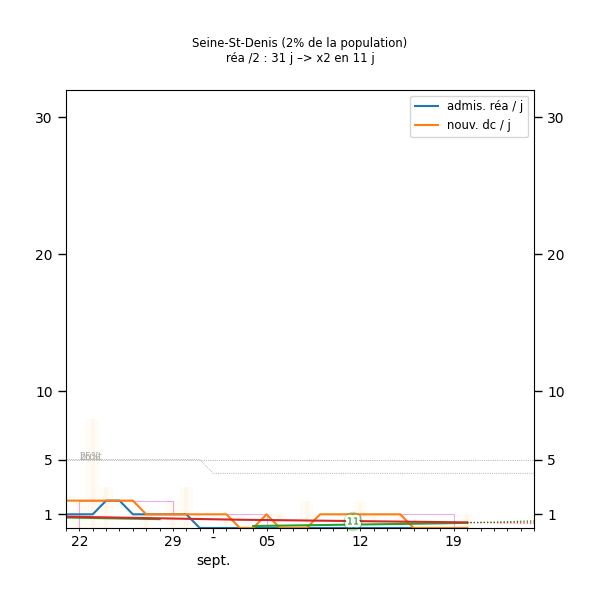 Seine-St-Denis (2% de la population)
réa /2 : 31 j –> x2 en 11 j
admis. réa / j
nouv. dc / j
30 30
20 20
10 10
5 5
1 1
11
22 29 - 05 12 19
sept.